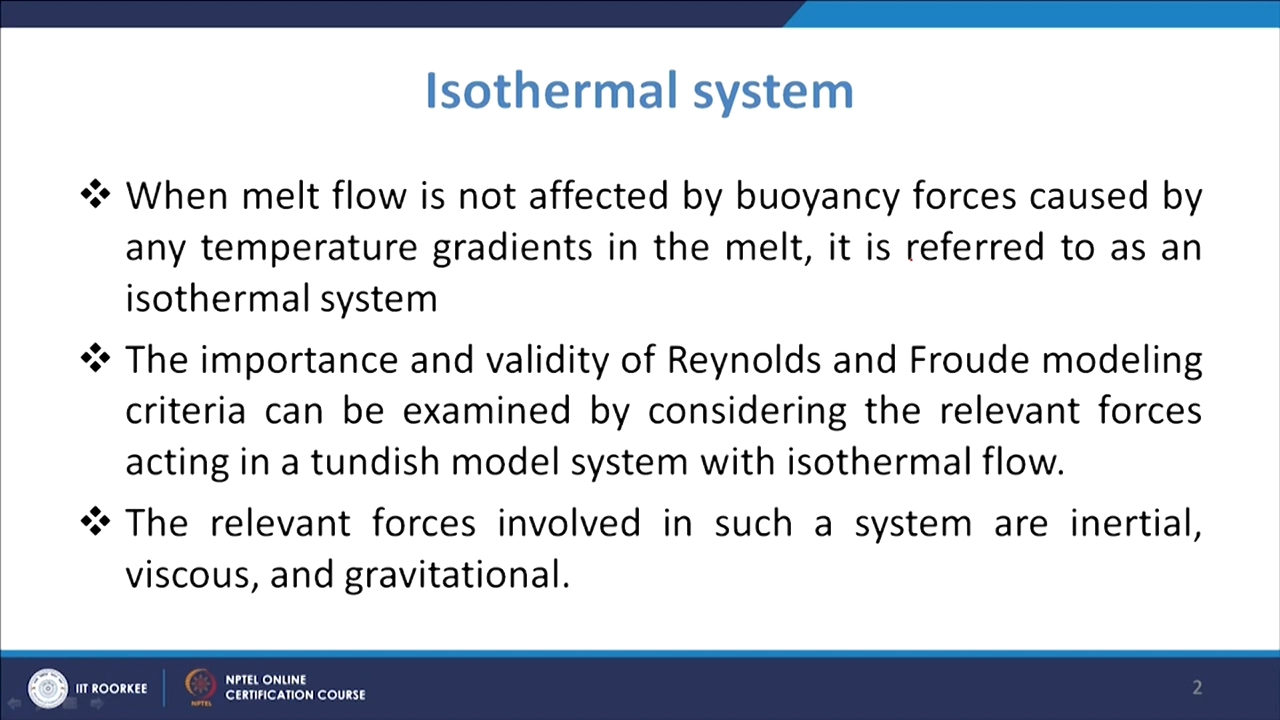 Isothermal system
❖ When melt flow is not affected by buoyancy forces caused by
any temperature gradients in the melt, it is referred to as an
isothermal system
❖ The importance and validity of Reynolds and Froude modeling
criteria can be examined by considering the relevant forces
acting in a tundish model system with isothermal flow.
❖ The relevant forces involved in such a system are inertial,
viscous, and gravitational.
IIT ROORKEE
NPTEL
NPTEL ONLINE
CERTIFICATION COURSE
2